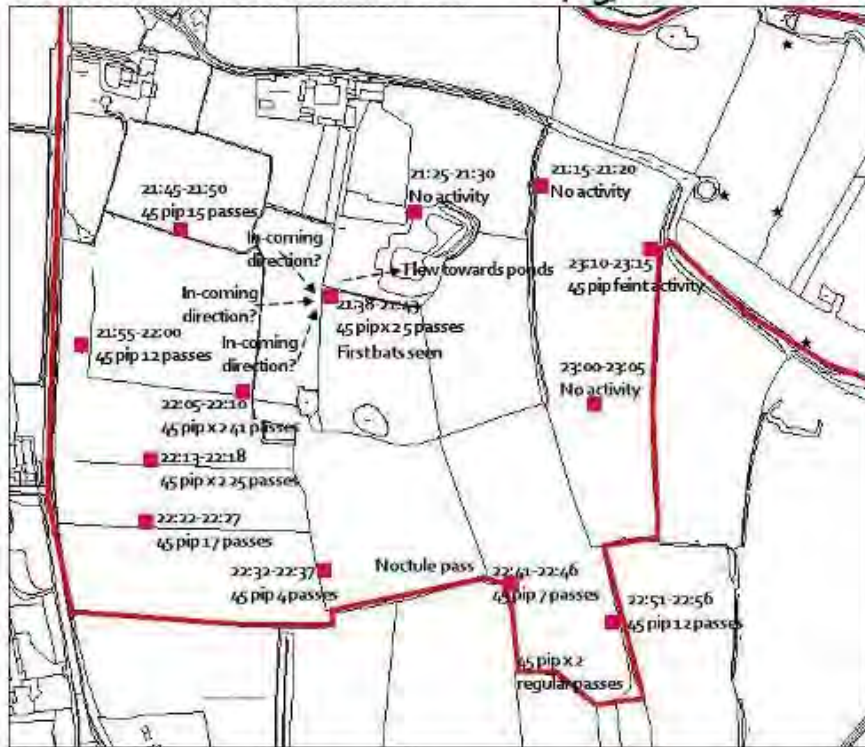 21:25-21:30
No activity
21:15-21:20
No activity
21:45-21:50
45 pip 15 passes
In-coming
direction?
Flew towards ponds
23:10-23:15
45 pip feint activity
In-coming
direction?
21:38-21:43
45 pip x 2 5 passes
First bats seen
21:55-22:00
45 pip 12 passes
In-coming
direction?
23:00-23:05
No activity
22:05-22:10
45 pip x 2 41 passes
22:13-22:18
45 pip x 2 25 passes
22:22-22:27
45 pip 17 passes
22:32-22:37
45 pip 4 passes
Noctule pass
22:41-22:46
45 pip 7 passes
22:51-22:56
45 pip 12 passes
45 pip x 2
regular passes